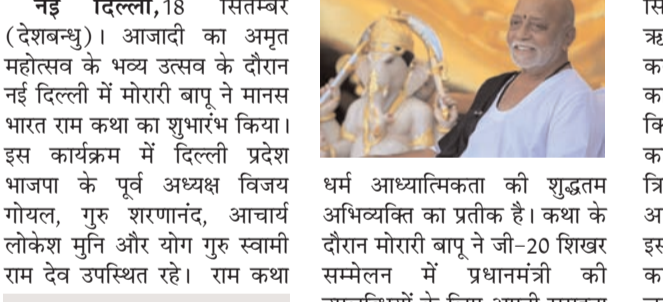 नई दिल्ली,18 सितम्बर
(देशबन्धु)। आजादी का अमृत
महोत्सव के भव्य उत्सव के दौरान
नई दिल्ली में मोरारी बापू ने मानस
भारत राम कथा का शुभारंभ किया।
इस कार्यक्रम में दिल्ली प्रदेश
भाजपा के पूर्व अध्यक्ष विजय
गोयल, गुरु शरणानंद, आचार्य
लोकेश मुनि और योग गुरु स्वामी
राम देव उपस्थित रहे। राम कथा
धर्म आध्यात्मिकता की शुद्धतम
अभिव्यक्ति का प्रतीक है। कथा के
दौरान मोरारी बापू ने जी-20 शिखर
सम्मेलन में प्रधानमंत्री की